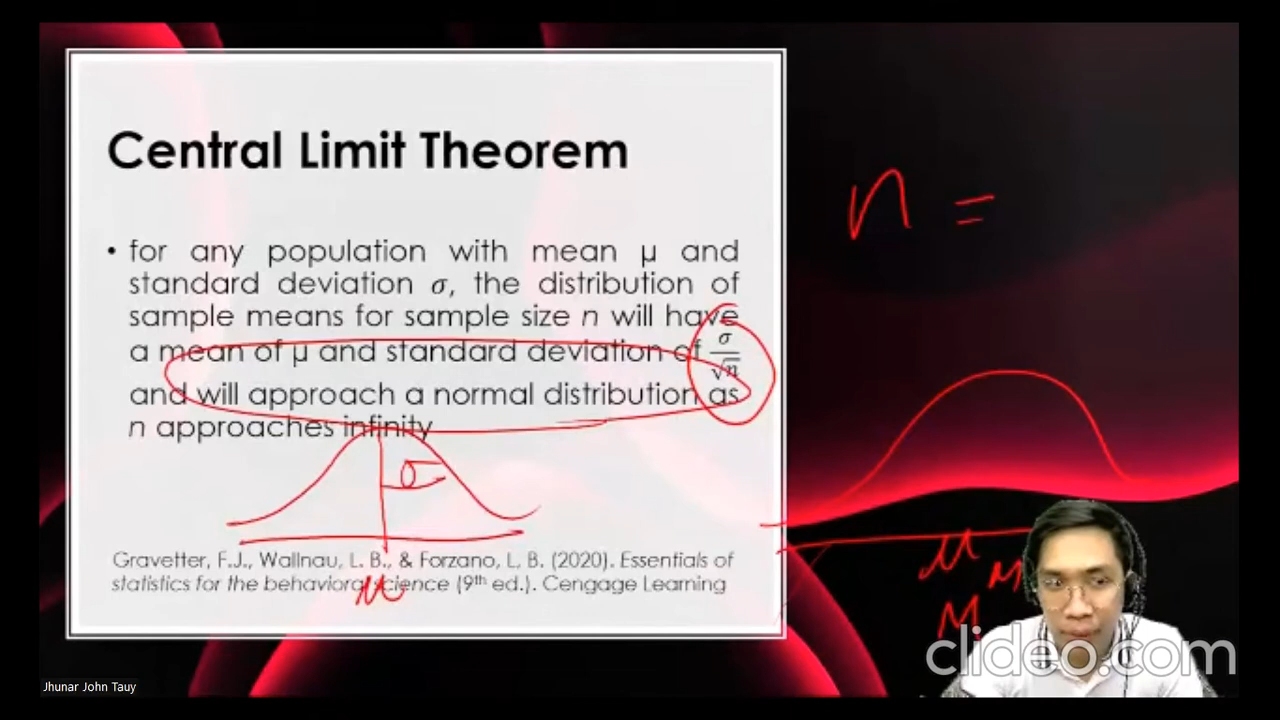 Central Limit Theorem
• for any population with mean μ and
standard deviation σ, the distribution of
sample means for sample size n will have
a mean of μ and standard deviation of σ/√n
and will approach a normal distribution as
n approaches infinity
σ
Gravetter, F.J., Wallnau, L. B., & Forzano, L. B. (2020). Essentials of
statistics for the behavioral science (9th ed.). Cengage Learning
μ
n =
μ
M
clideo.com
Jhunar John Tauy